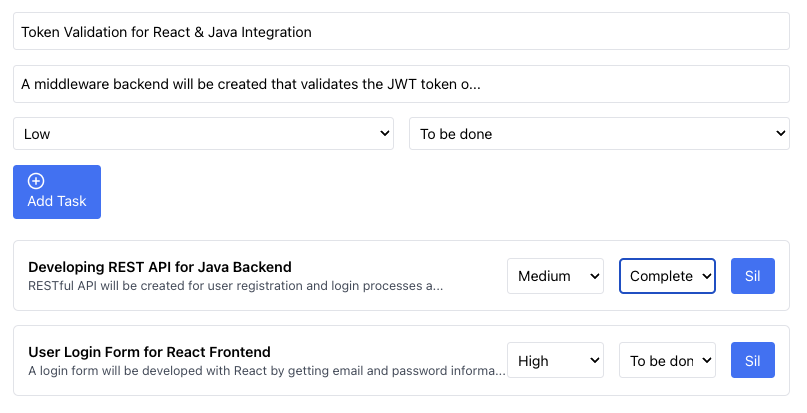 Token Validation for React & Java Integration
A middleware backend will be created that validates the JWT token o...
Low To be done
Add Task
Developing REST API for Java Backend
RESTful API will be created for user registration and login processes a...
Medium Complete Sil
User Login Form for React Frontend
A login form will be developed with React by getting email and password informa...
High To be don Sil